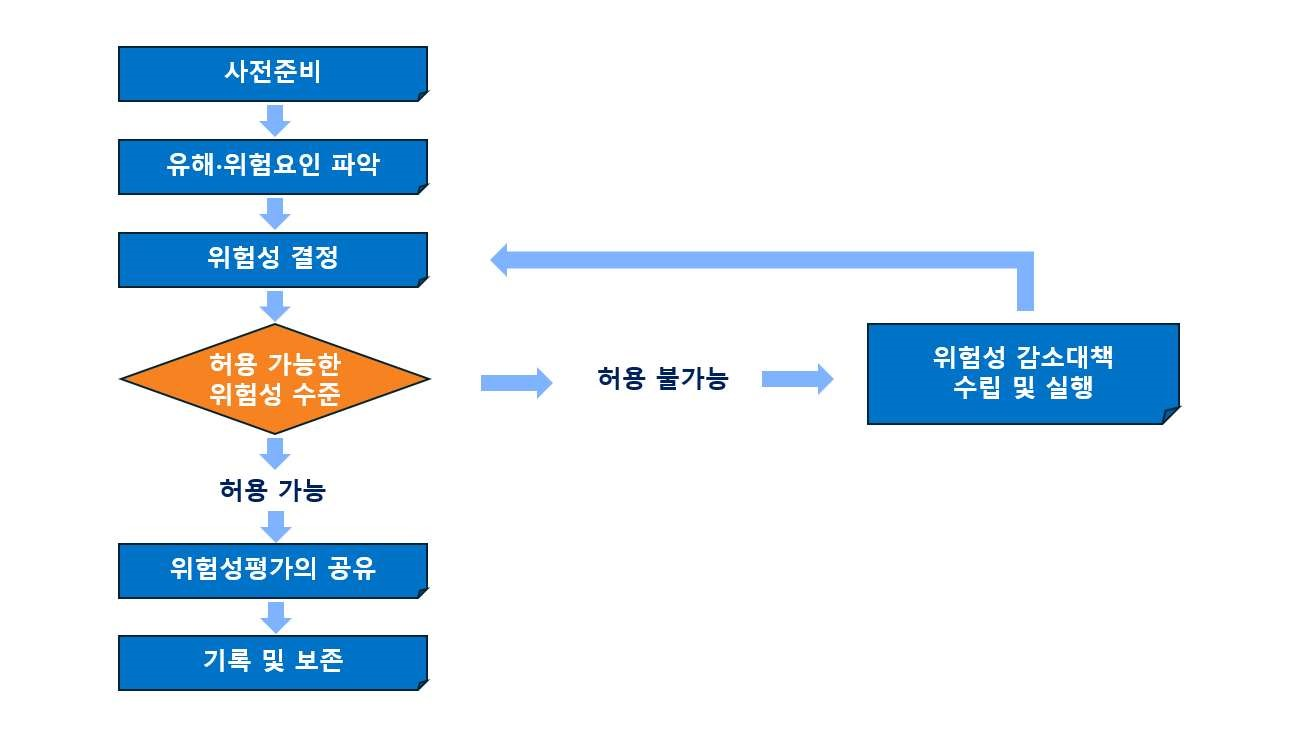 사전준비
유해·위험요인 파악
위험성 결정
허용 가능한
위험성 수준
허용 불가능
위험성 감소대책
수립 및 실행
허용 가능
위험성평가의 공유
기록 및 보존